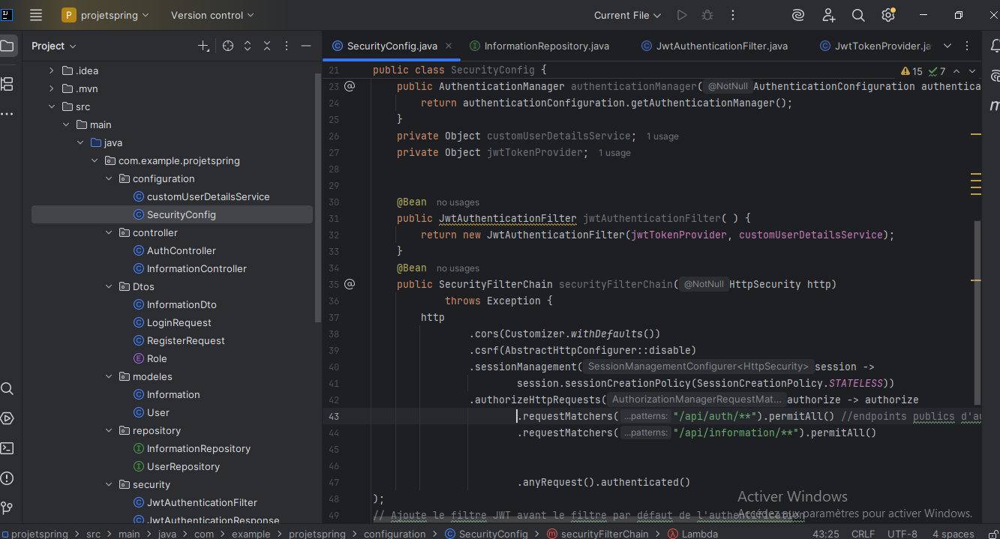 P projetspring Version control Current File
Project
SecurityConfig.java InformationRepository.java JwtAuthenticationFilter.java JwtTokenProvider.ja
.idea
.mvn
src
main
java
com.example.projetspring
configuration
customUserDetailsService
SecurityConfig
controller
AuthController
InformationController
Dtos
InformationDto
LoginRequest
RegisterRequest
Role
modeles
Information
User
repository
InformationRepository
UserRepository
security
JwtAuthenticationFilter
JwtAuthenticationResponse
15 7
21 public class SecurityConfig {
23 public AuthenticationManager authenticationManager( @NotNull AuthenticationConfiguration authentica
24 return authenticationConfiguration.getAuthenticationManager();
25 }
26 private Object customUserDetailsService; 1 usage
27 private Object jwtTokenProvider; 1 usage
28
29
30 @Bean no usages
31 public JwtAuthenticationFilter jwtAuthenticationFilter( ) {
32 return new JwtAuthenticationFilter(jwtTokenProvider, customUserDetailsService);
33 }
34 @Bean no usages
35 public SecurityFilterChain securityFilterChain( @NotNull HttpSecurity http)
36 throws Exception {
37 http
38 .cors(Customizer.withDefaults())
39 .csrf(AbstractHttpConfigurer::disable)
40 .sessionManagement( SessionManagementConfigurer<HttpSecurity> session ->
41 session.sessionCreationPolicy(SessionCreationPolicy.STATELESS))
42 .authorizeHttpRequests( AuthorizationManagerRequestMat... authorize -> authorize
43 .requestMatchers( ...patterns: "/api/auth/**").permitAll() //endpoints publics d'au
44 .requestMatchers( ...patterns: "/api/information/**").permitAll()
45
46
47 .anyRequest().authenticated()
48 );
49 // Ajoute le filtre JWT avant le filtre par défaut de l'authentification
Activer Windows
Accédez aux paramètres pour activer Windows.
projetspring > src > main > java > com > example > projetspring > configuration > SecurityConfig > securityFilterChain > Lambda 43:25 CRLF UTF-8 4 spaces